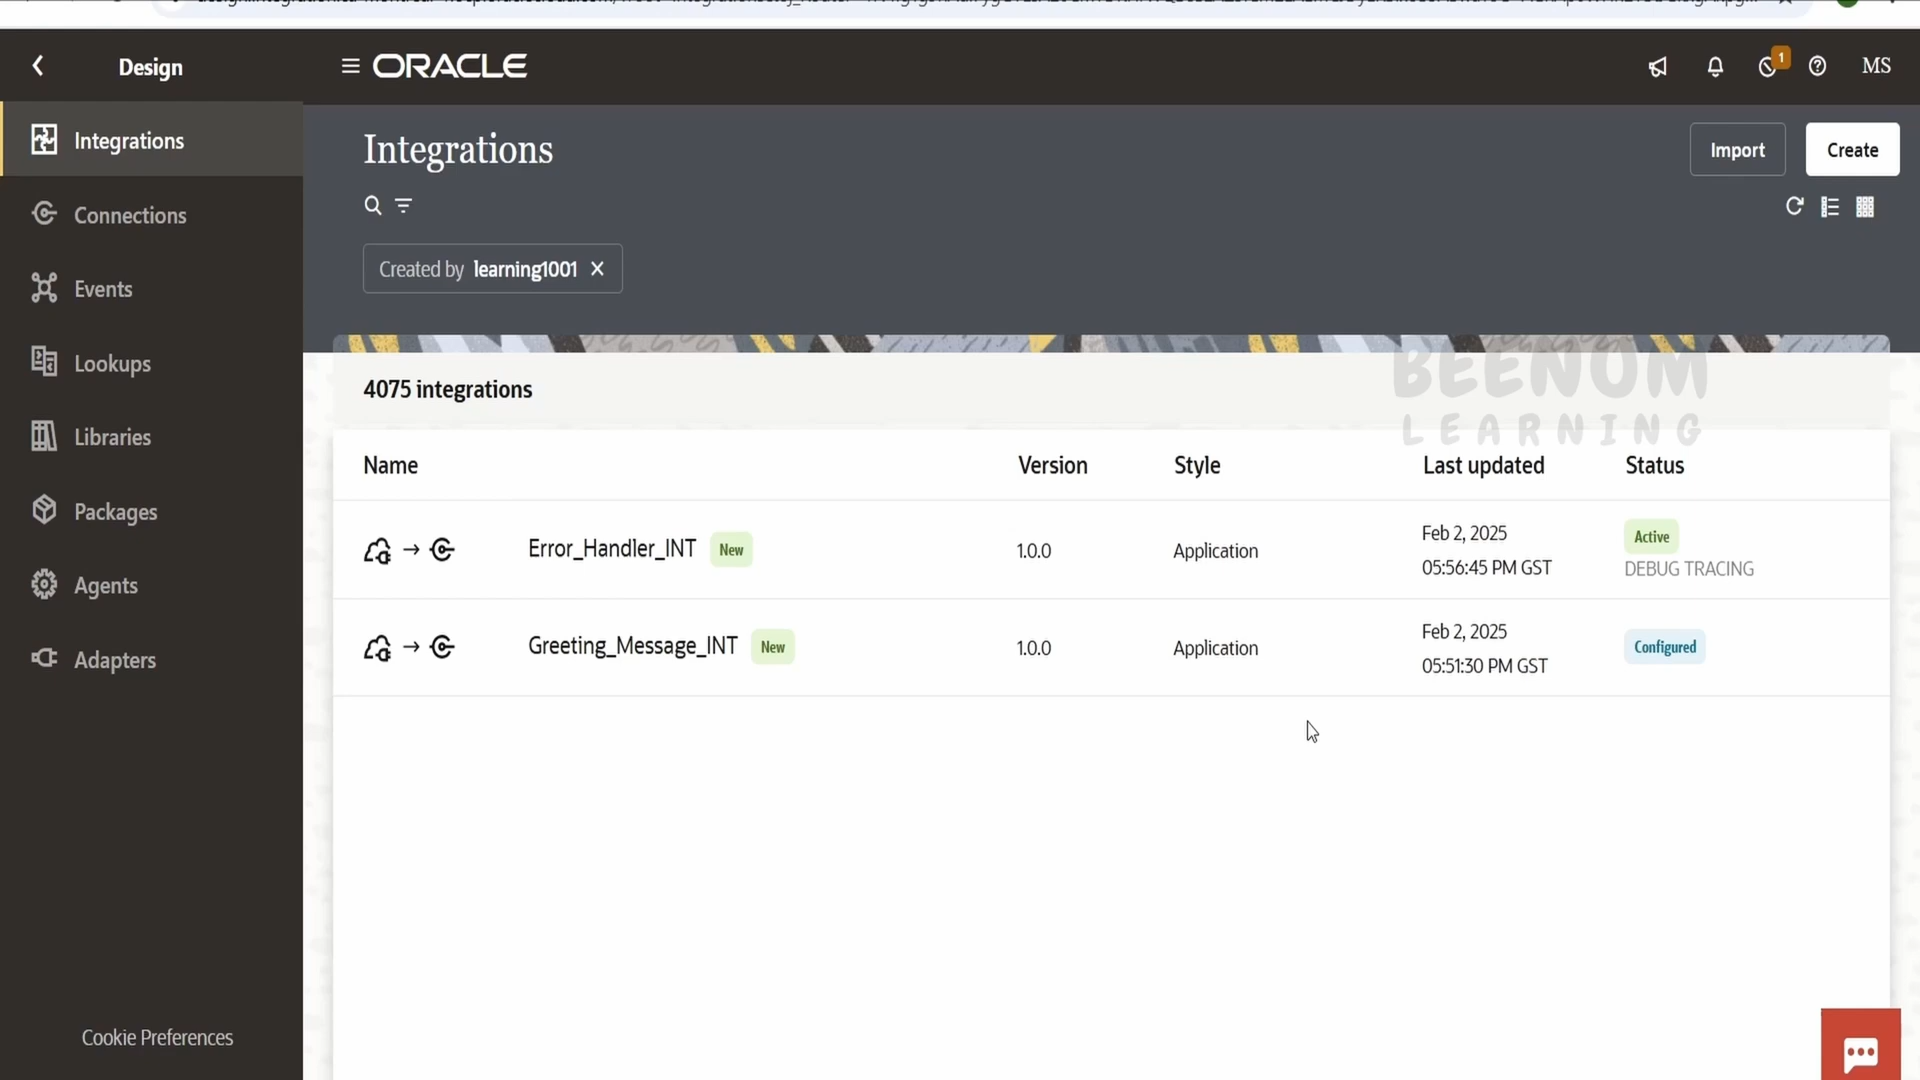 Design
ORACLE
1
MS
Integrations
Connections
Events
Lookups
Libraries
Packages
Agents
Adapters
Cookie Preferences
Integrations
Import
Create
Created by learning1001 X
BEENOM
LEARNING
4075 integrations
Name Version Style Last updated Status
Error_Handler_INT New 1.0.0 Application Feb 2, 2025 05:56:45 PM GST Active DEBUG TRACING
Greeting_Message_INT New 1.0.0 Application Feb 2, 2025 05:51:30 PM GST Configured